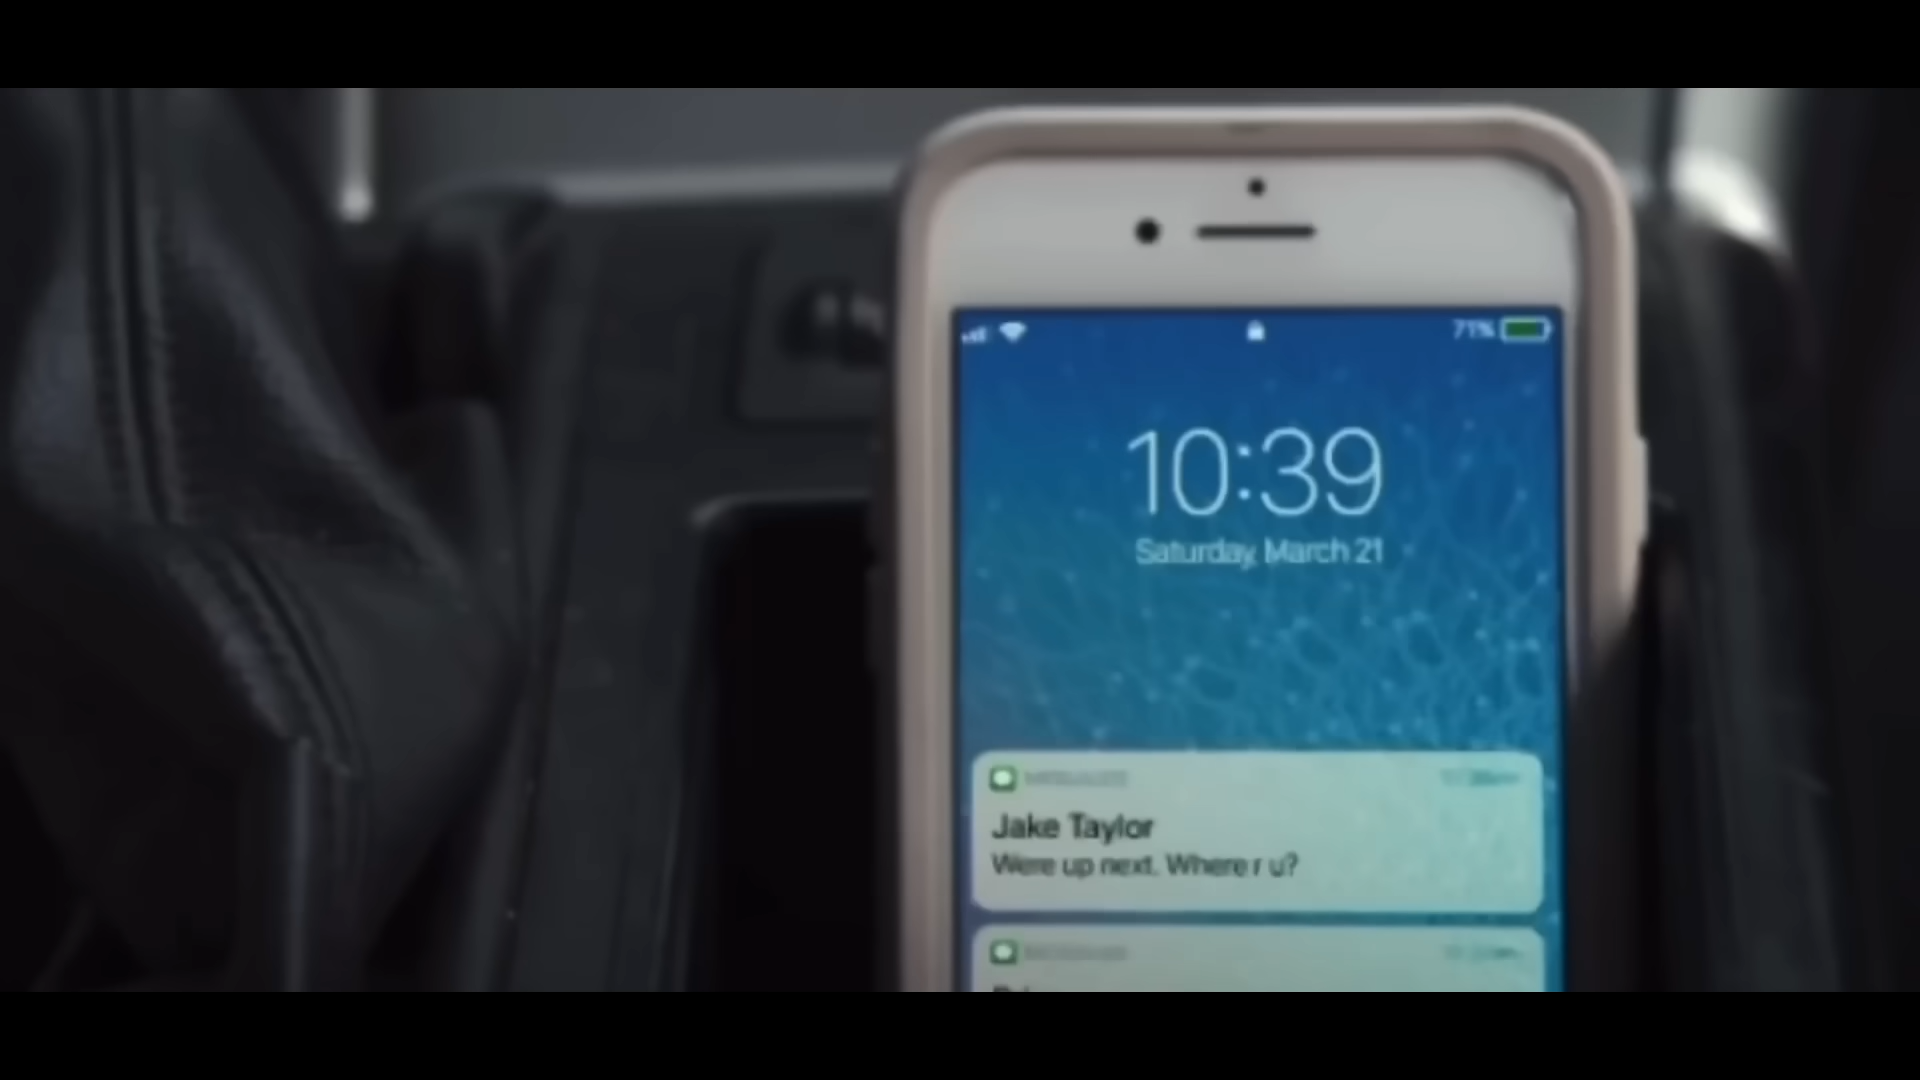 71%
10:39
Saturday, March 21
Jake Taylor
Were up next. Where r u?